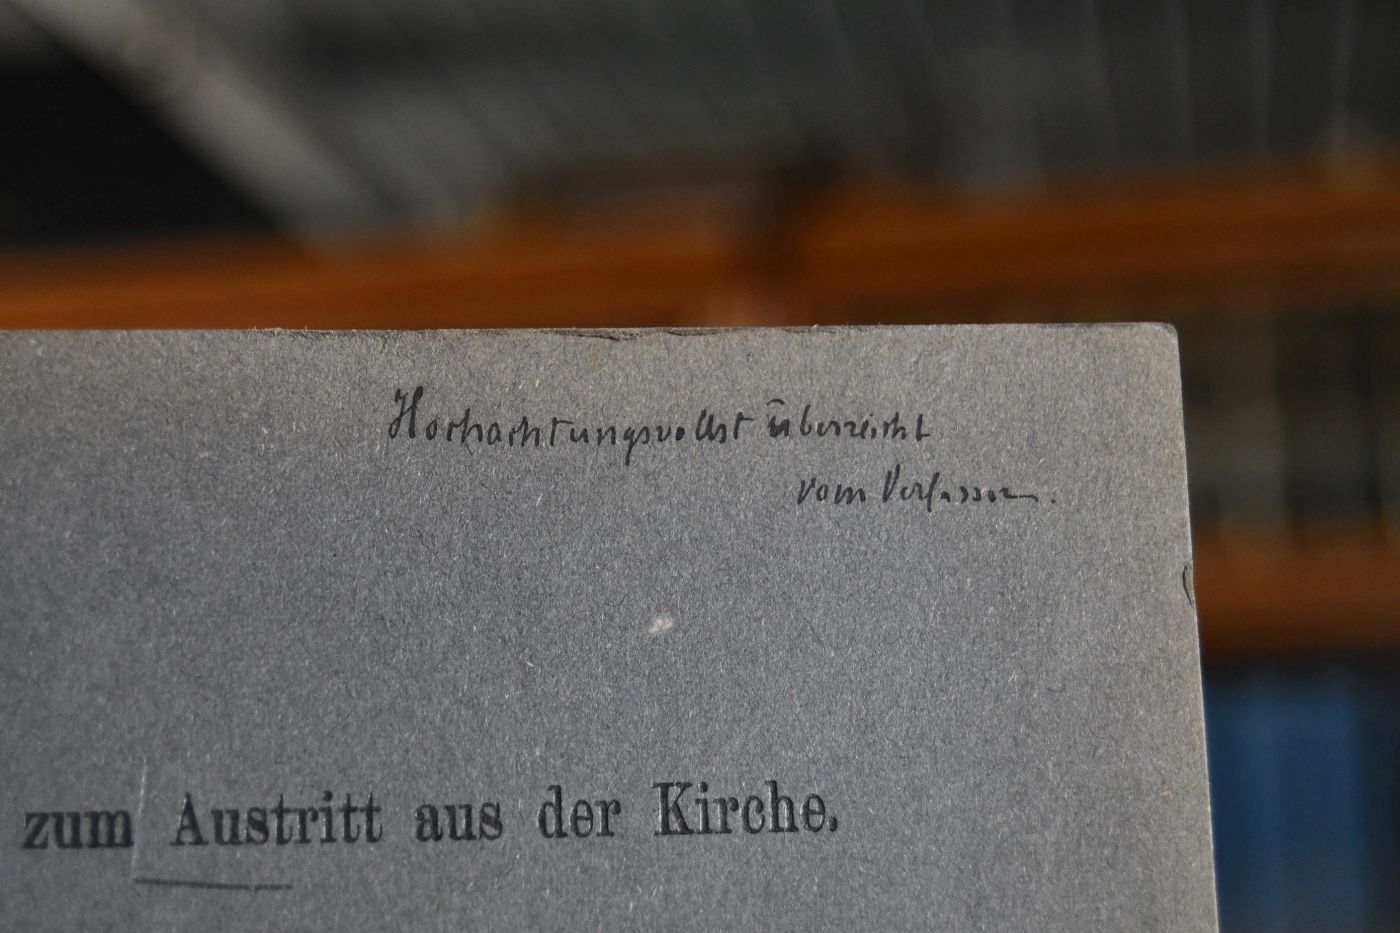 Hochachtungsvollst überreicht
vom Verfasser.
zum Austritt aus der Kirche.